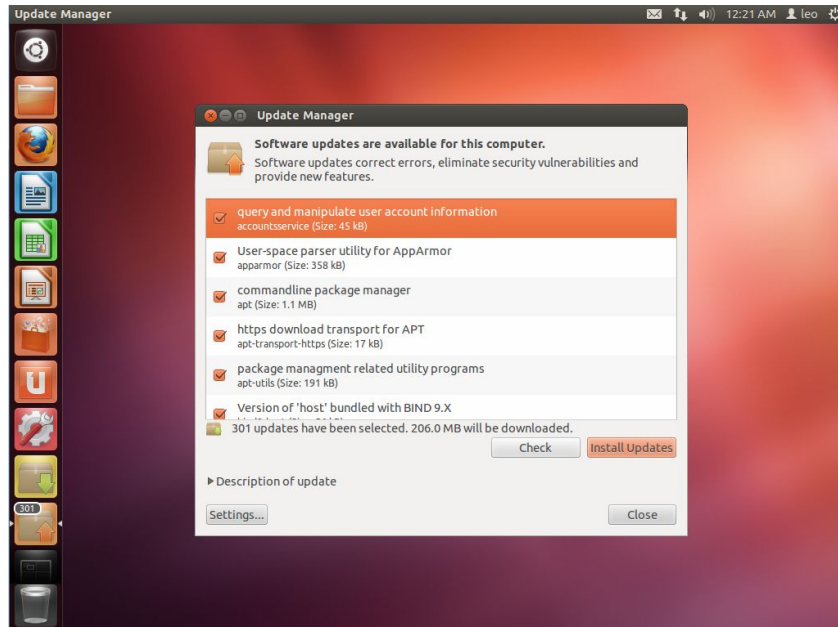 Update Manager
12:21 AM leo
Update Manager
Software updates are available for this computer.
Software updates correct errors, eliminate security vulnerabilities and
provide new features.
query and manipulate user account information
accountsservice (Size: 45 kB)
User-space parser utility for AppArmor
apparmor (Size: 358 kB)
commandline package manager
apt (Size: 1.1 MB)
https download transport for APT
apt-transport-https (Size: 17 kB)
package managment related utility programs
apt-utils (Size: 191 kB)
Version of 'host' bundled with BIND 9.X
301 updates have been selected. 206.0 MB will be downloaded.
Check
Install Updates
Description of update
Settings...
Close
301